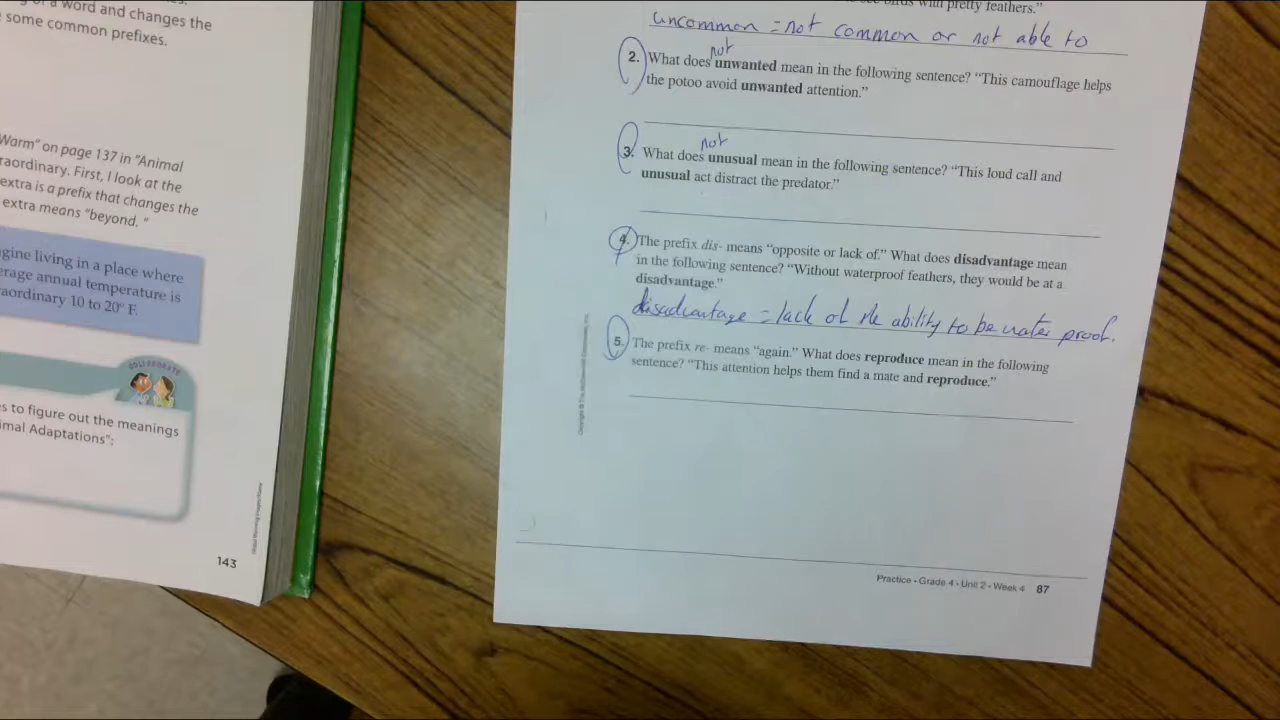 of a word and changes the
some common prefixes.
Warm" on page 137 in "Animal
raordinary. First, I look at the
extra is a prefix that changes the
extra means "beyond. "
gine living in a place where
erage annual temperature is
raordinary 10 to 20° F.
COLLABORATE
es to figure out the meanings
imal Adaptations":
143
birds with pretty feathers."
uncommon = not common or not able to
not
2. What does unwanted mean in the following sentence? "This camouflage helps
the potoo avoid unwanted attention."
not
3. What does unusual mean in the following sentence? "This loud call and
unusual act distract the predator."
4. The prefix dis- means "opposite or lack of." What does disadvantage mean
in the following sentence? "Without waterproof feathers, they would be at a
disadvantage."
disadvantage = lack of the ability to be water proof.
5. The prefix re- means "again." What does reproduce mean in the following
sentence? "This attention helps them find a mate and reproduce."
Practice • Grade 4 • Unit 2 • Week 4 87